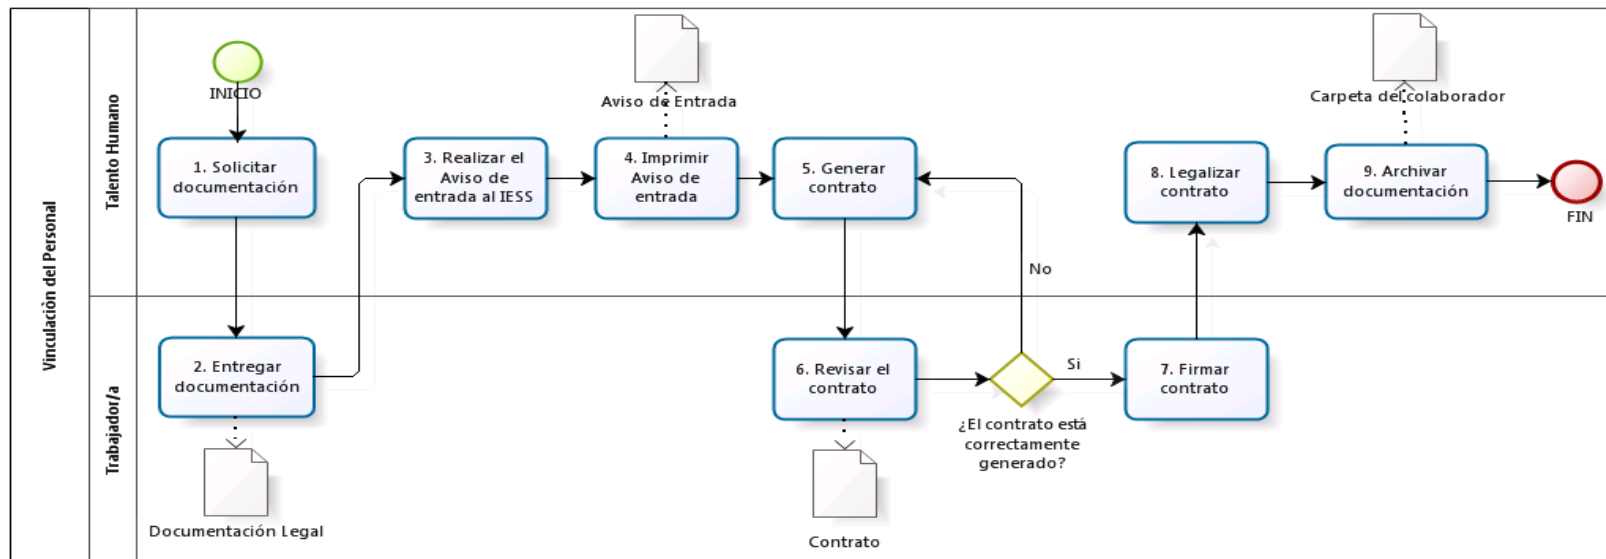 Vinculación del Personal
Talento Humano
Trabajador/a
INICIO
1. Solicitar
documentación
2. Entregar
documentación
Documentación Legal
3. Realizar el
Aviso de
entrada al IESS
Aviso de Entrada
4. Imprimir
Aviso de
entrada
5. Generar
contrato
6. Revisar el
contrato
Contrato
¿El contrato está
correctamente
generado?
No
Si
7. Firmar
contrato
8. Legalizar
contrato
Carpeta del colaborador
9. Archivar
documentación
FIN